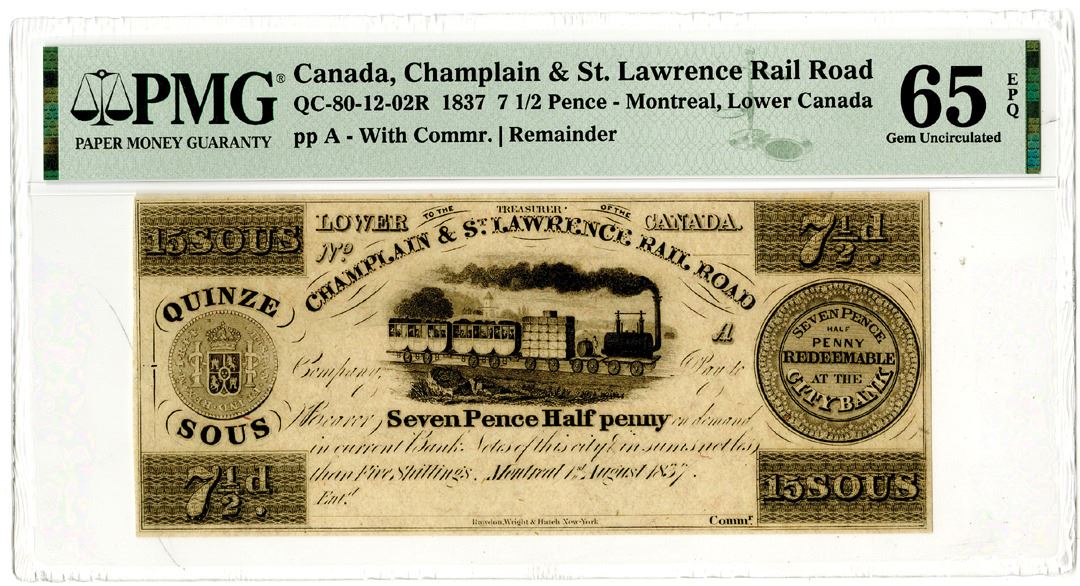 PMG®
PAPER MONEY GUARANTY
Canada, Champlain & St. Lawrence Rail Road
QC-80-12-02R 1837 7 1/2 Pence - Montreal, Lower Canada
pp A - With Commr. | Remainder
65
EPQ
Gem Uncirculated
15 SOUS
LOWER TO THE TREASURER OF THE CANADA.
7½d.
No
CHAMPLAIN & ST. LAWRENCE RAIL ROAD
A
QUINZE
SOUS
SEVEN PENCE
HALF
PENNY
REDEEMABLE
AT THE
CITY BANK
Company, Pay to
Bearer Seven Pence Half penny on demand
in current Bank Notes of this city in sums not less
than Five Shillings. Montreal 1st August 1837.
Entd.
7½d.
15 SOUS
Rawdon, Wright & Hatch New-York
Commr.